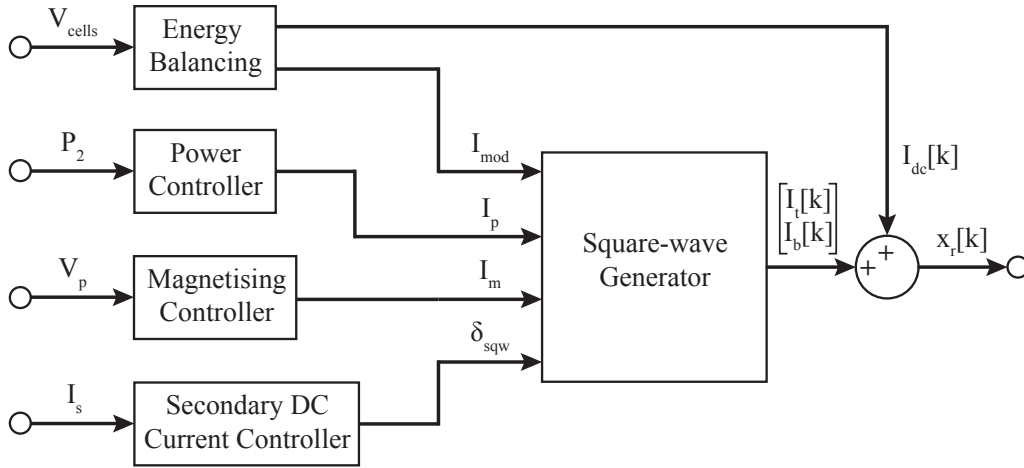 V_cells
Energy
Balancing
P_2
Power
Controller
I_mod
I_p
V_p
Magnetising
Controller
I_m
δ_sqw
I_s
Secondary DC
Current Controller
Square-wave
Generator
I_t[k]
I_b[k]
I_dc[k]
+
+
x_r[k]